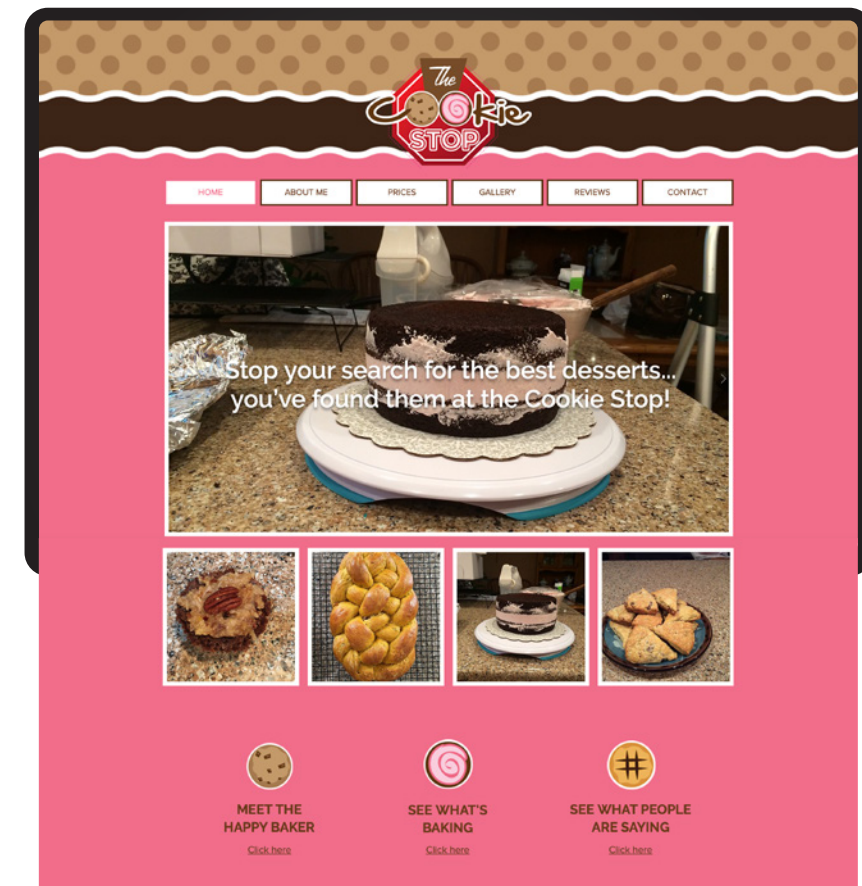 The
Cookie
STOP
HOME
ABOUT ME
PRICES
GALLERY
REVIEWS
CONTACT
Stop your search for the best desserts...
you've found them at the Cookie Stop!
MEET THE
HAPPY BAKER
Click here
SEE WHAT'S
BAKING
Click here
SEE WHAT PEOPLE
ARE SAYING
Click here